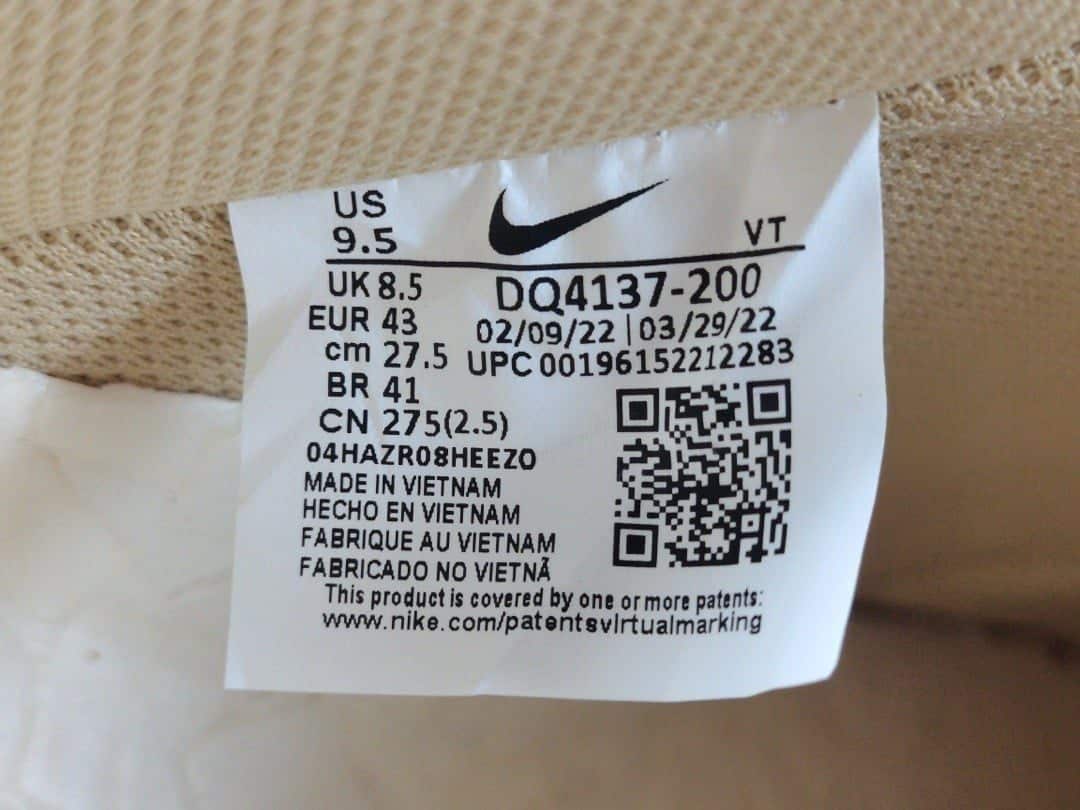 US
9.5
VT
UK 8.5
EUR 43
cm 27.5
BR 41
CN 275(2.5)
DQ4137-200
02/09/22 | 03/29/22
UPC 00196152212283
04HAZR08HEEZO
MADE IN VIETNAM
HECHO EN VIETNAM
FABRIQUE AU VIETNAM
FABRICADO NO VIETNÃ
This product is covered by one or more patents:
www.nike.com/patentsvirtualmarking